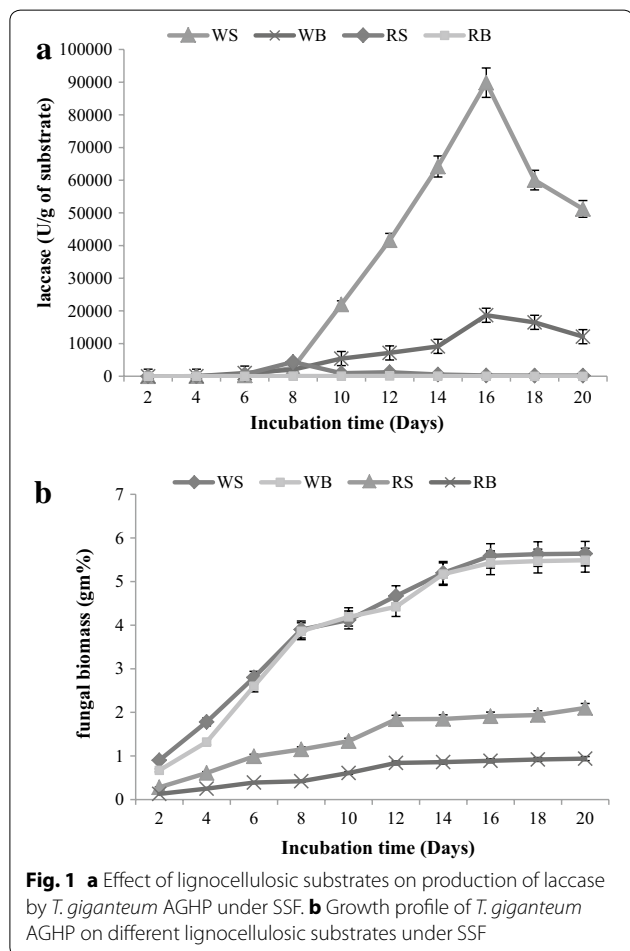 a
WS WB RS RB
100000
90000
80000
70000
60000
50000
40000
30000
20000
10000
0
laccase (U/g of substrate)
2 4 6 8 10 12 14 16 18 20
Incubation time (Days)
b
WS WB RS RB
7
6
5
4
3
2
1
0
fungal biomass (gm%)
2 4 6 8 10 12 14 16 18 20
Incubation time (Days)
Fig. 1 a Effect of lignocellulosic substrates on production of laccase
by T. giganteum AGHP under SSF. b Growth profile of T. giganteum
AGHP on different lignocellulosic substrates under SSF